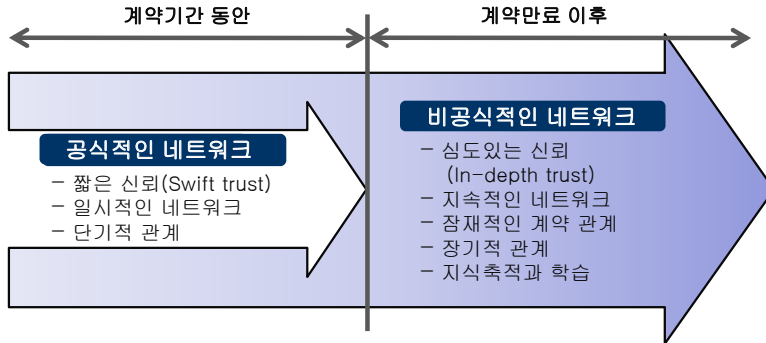 계약기간 동안
계약만료 이후
공식적인 네트워크
- 짧은 신뢰(Swift trust)
- 일시적인 네트워크
- 단기적 관계
비공식적인 네트워크
- 심도있는 신뢰
(In-depth trust)
- 지속적인 네트워크
- 잠재적인 계약 관계
- 장기적 관계
- 지식축적과 학습